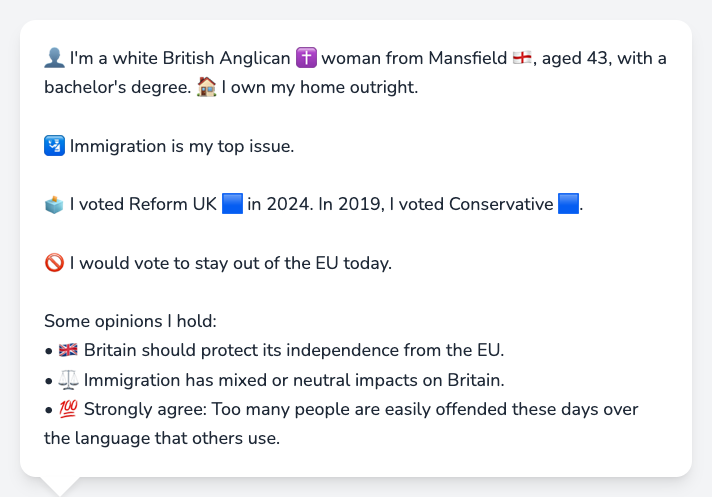 👤 I'm a white British Anglican ✝️ woman from Mansfield 🏴󠁧󠁢󠁥󠁮󠁧󠁿, aged 43, with a
bachelor's degree. 🏠 I own my home outright.
🛂 Immigration is my top issue.
🗳️ I voted Reform UK 🟦 in 2024. In 2019, I voted Conservative 🟦.
🚫 I would vote to stay out of the EU today.
Some opinions I hold:
• 🇬🇧 Britain should protect its independence from the EU.
• ⚖️ Immigration has mixed or neutral impacts on Britain.
• 💯 Strongly agree: Too many people are easily offended these days over
the language that others use.